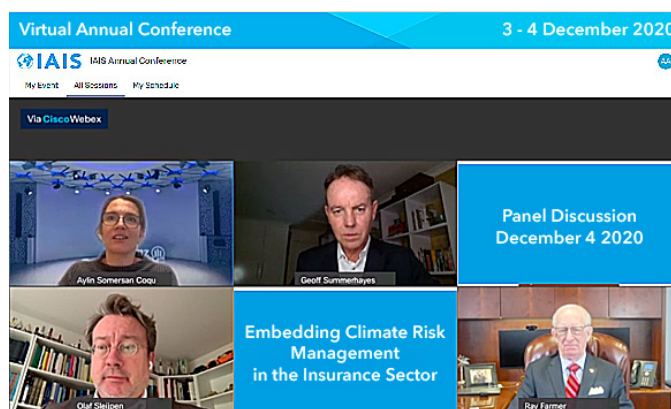 Virtual Annual Conference
3 - 4 December 2020
IAIS
IAIS Annual Conference
AA
My Event
All Sessions
My Schedule
Via CiscoWebex
Panel Discussion
December 4 2020
Aylin Somersan Coqu
Geoff Summerhayes
Embedding Climate Risk
Management
in the Insurance Sector
Olaf Sleijpen
Ray Farmer